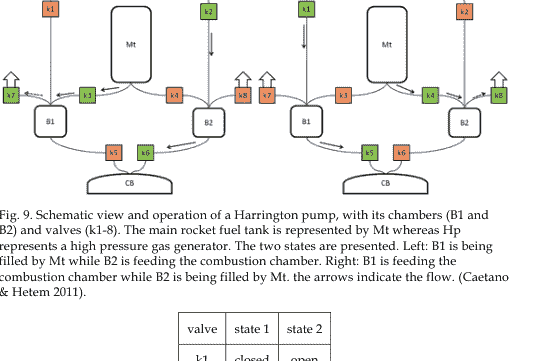 k1 k2 k1 k2
Mt Mt
k7 k3 k4 k8 k7 k3 k4 k8
B1 B2 B1 B2
k5 k6 k5 k6
CB CB
Fig. 9. Schematic view and operation of a Harrington pump, with its chambers (B1 and
B2) and valves (k1-8). The main rocket fuel tank is represented by Mt whereas Hp
represents a high pressure gas generator. The two states are presented. Left: B1 is being
filled by Mt while B2 is feeding the combustion chamber. Right: B1 is feeding the
combustion chamber while B2 is being filled by Mt. the arrows indicate the flow. (Caetano
& Hetem 2011).
valve state 1 state 2
k1 closed open